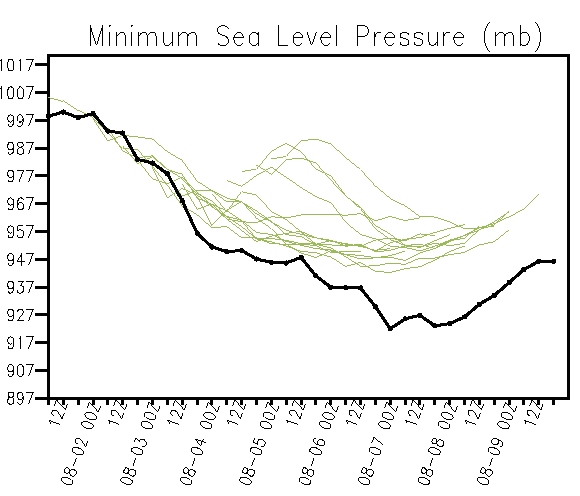 Minimum Sea Level Pressure (mb)
1017
1007
997
987
977
967
957
947
937
927
917
907
897
12Z
08-02 00Z
12Z
08-03 00Z
12Z
08-04 00Z
12Z
08-05 00Z
12Z
08-06 00Z
12Z
08-07 00Z
12Z
08-08 00Z
12Z
08-09 00Z
12Z